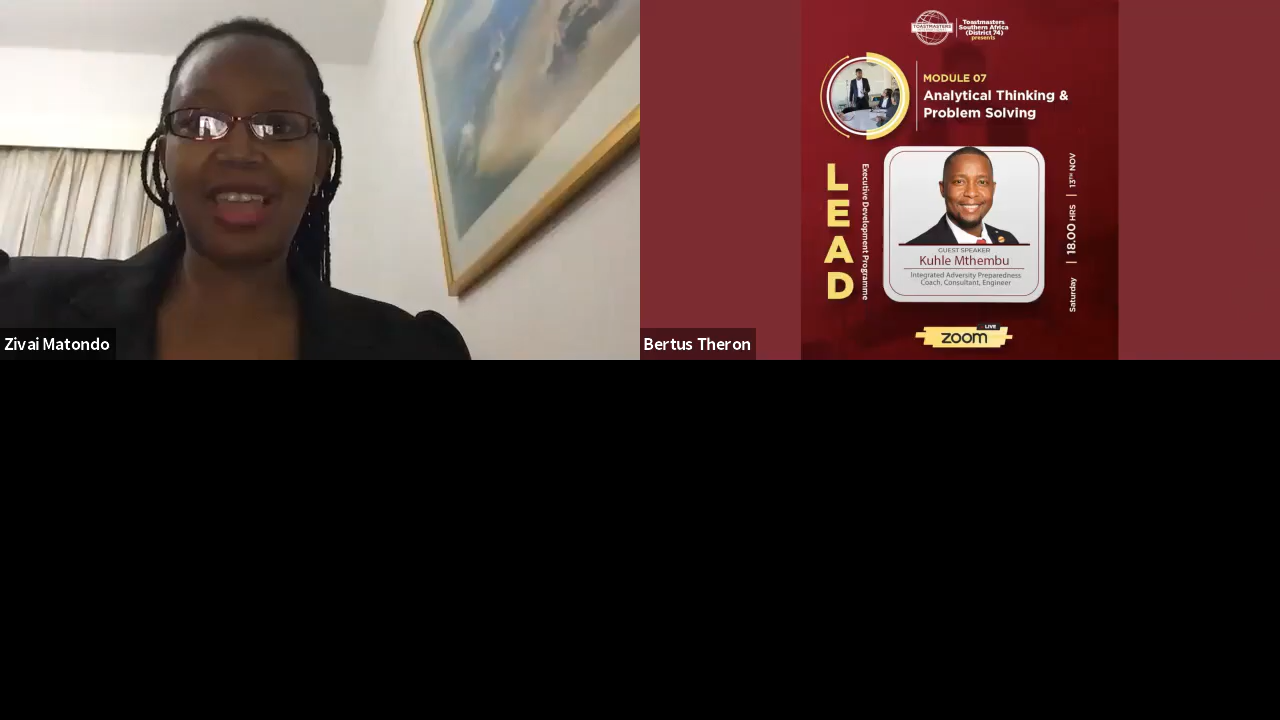 Zivai Matondo
Bertus Theron
TOASTMASTERS
Toastmasters
Southern Africa
(District 74)
presents
MODULE 07
Analytical Thinking &
Problem Solving
LEAD
Executive Development Programme
GUEST SPEAKER
Kuhle Mthembu
Integrated Adversity Preparedness
Coach, Consultant, Engineer
Saturday | 18.00 HRS | 13TH NOV
LIVE
zoom